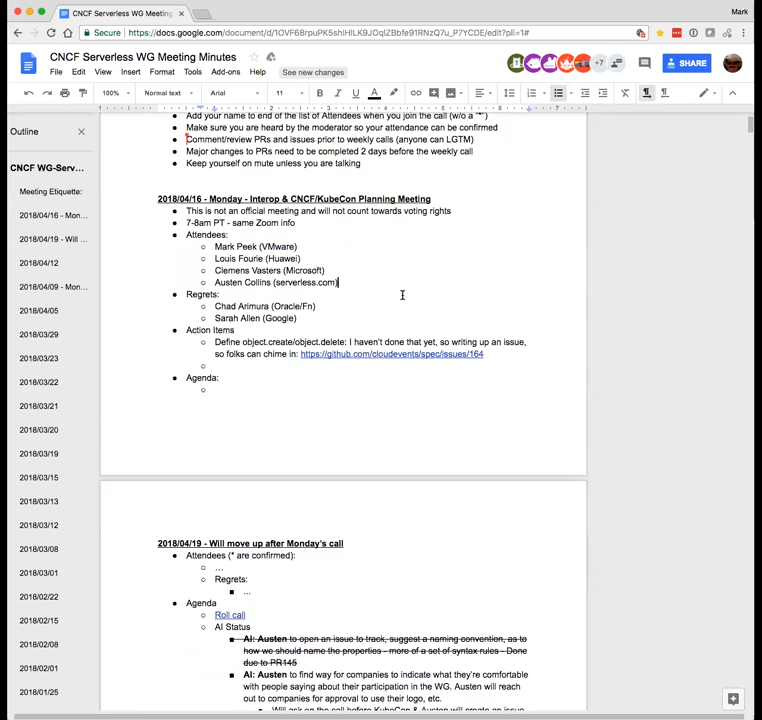 CNCF Serverless WG Meeting
Mark
Secure
https://docs.google.com/document/d/1OVF68rpuPK5shlHlLK9JOqlZBbfe91RNzQ7u_P7YCDE/edit?pli=1#
CNCF Serverless WG Meeting Minutes
File Edit View Insert Format Tools Add-ons Help See new changes
+7
SHARE
100% Normal text Arial 11
Outline
CNCF WG-Serv...
Meeting Etiquette:
2018/04/16 - Mon...
2018/04/19 - Will ...
2018/04/12
2018/04/09 - Mon...
2018/04/05
2018/03/29
2018/03/23
2018/03/22
2018/03/21
2018/03/20
2018/03/19
2018/03/15
2018/03/13
2018/03/12
2018/03/08
2018/03/01
2018/02/22
2018/02/15
2018/02/08
2018/02/01
2018/01/25
Add your name to end of the list of Attendees when you join the call (w/o a "*")
Make sure you are heard by the moderator so your attendance can be confirmed
Comment/review PRs and issues prior to weekly calls (anyone can LGTM)
Major changes to PRs need to be completed 2 days before the weekly call
Keep yourself on mute unless you are talking
2018/04/16 - Monday - Interop & CNCF/KubeCon Planning Meeting
This is not an official meeting and will not count towards voting rights
7-8am PT - same Zoom info
Attendees:
Mark Peek (VMware)
Louis Fourie (Huawei)
Clemens Vasters (Microsoft)
Austen Collins (serverless.com)
Regrets:
Chad Arimura (Oracle/Fn)
Sarah Allen (Google)
Action Items
Define object.create/object.delete: I haven't done that yet, so writing up an issue,
so folks can chime in: https://github.com/cloudevents/spec/issues/164
Agenda:
2018/04/19 - Will move up after Monday's call
Attendees (* are confirmed):
...
Regrets:
...
Agenda
Roll call
AI Status
AI: Austen to open an issue to track, suggest a naming convention, as to
how we should name the properties - more of a set of syntax rules - Done
due to PR145
AI: Austen to find way for companies to indicate what they're comfortable
with people saying about their participation in the WG. Austen will reach
out to companies for approval to use their logo, etc.
Will ask on the call before KubeCon & Austen will create an issue